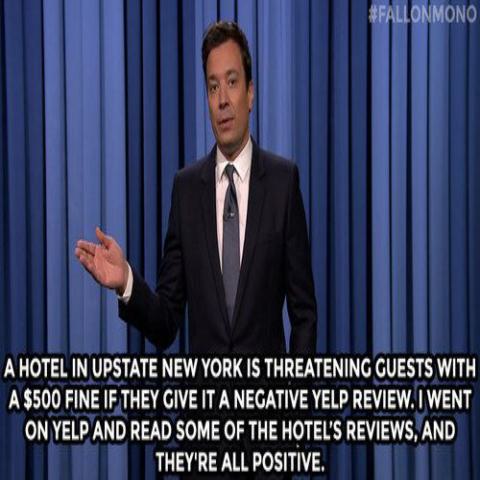 #FALLONMONO
A HOTEL IN UPSTATE NEW YORK IS THREATENING GUESTS WITH
A $500 FINE IF THEY GIVE IT A NEGATIVE YELP REVIEW. I WENT
ON YELP AND READ SOME OF THE HOTEL'S REVIEWS, AND
THEY'RE ALL POSITIVE.